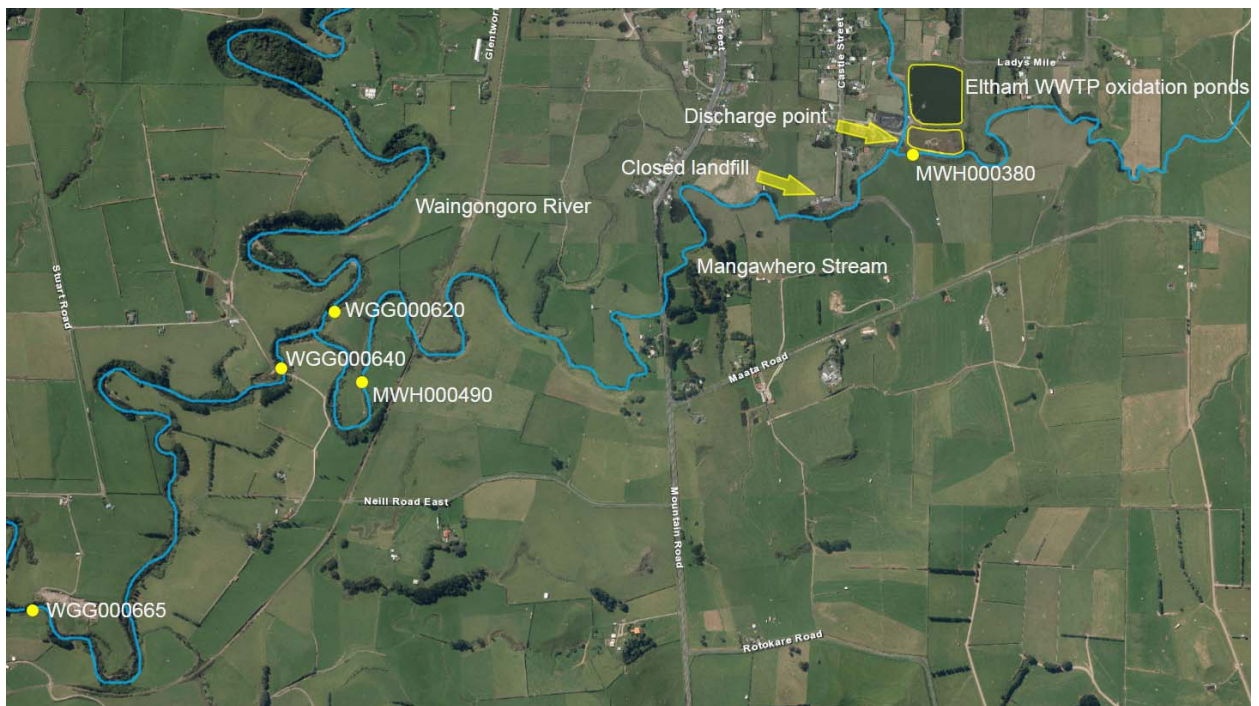 Glentwor
n Street
Castle Street
Ladys Mile
Eltham WWTP oxidation ponds
Discharge point
MWH000380
Closed landfill
Waingongoro River
Mangawhero Stream
Stuart Road
WGG000620
WGG000640
MWH000490
Maata Road
Neill Road East
Mountain Road
WGG000665
Rotokare Road